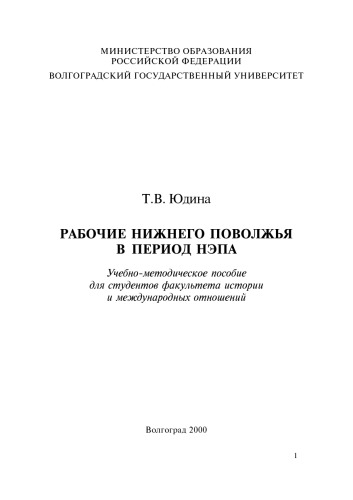 МИНИСТЕРСТВО ОБРАЗОВАНИЯ
РОССИЙСКОЙ ФЕДЕРАЦИИ
ВОЛГОГРАДСКИЙ ГОСУДАРСТВЕННЫЙ УНИВЕРСИТЕТ
Т.В. Юдина
РАБОЧИЕ НИЖНЕГО ПОВОЛЖЬЯ
В ПЕРИОД НЭПА
Учебно-методическое пособие
для студентов факультета истории
и международных отношений
Волгоград 2000
1